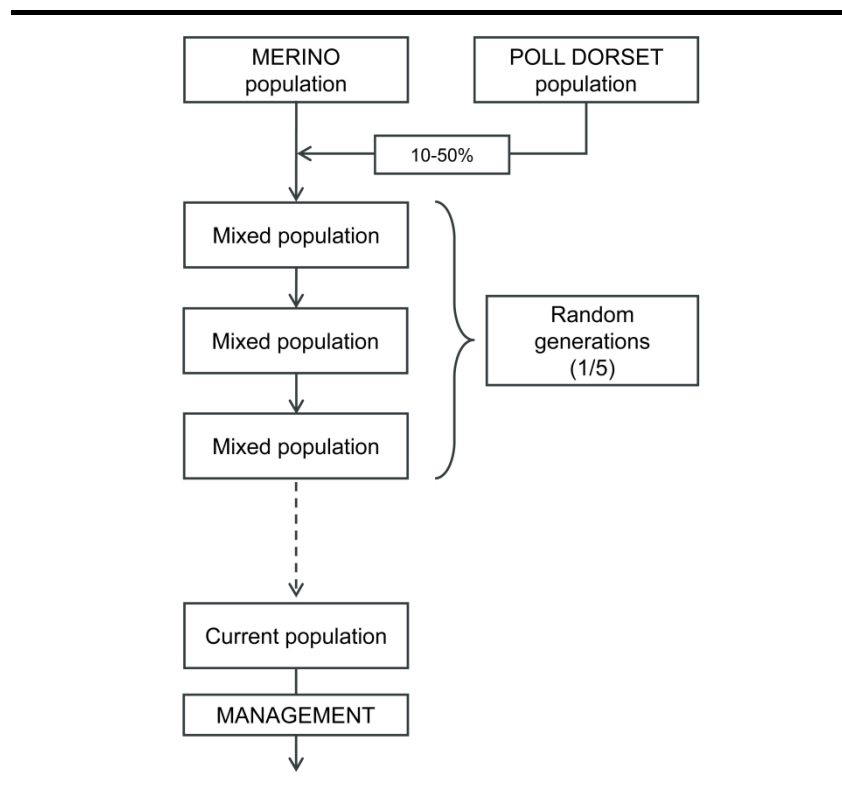 MERINO
population
POLL DORSET
population
10-50%
Mixed population
Mixed population
Random
generations
(1/5)
Mixed population
Current population
MANAGEMENT